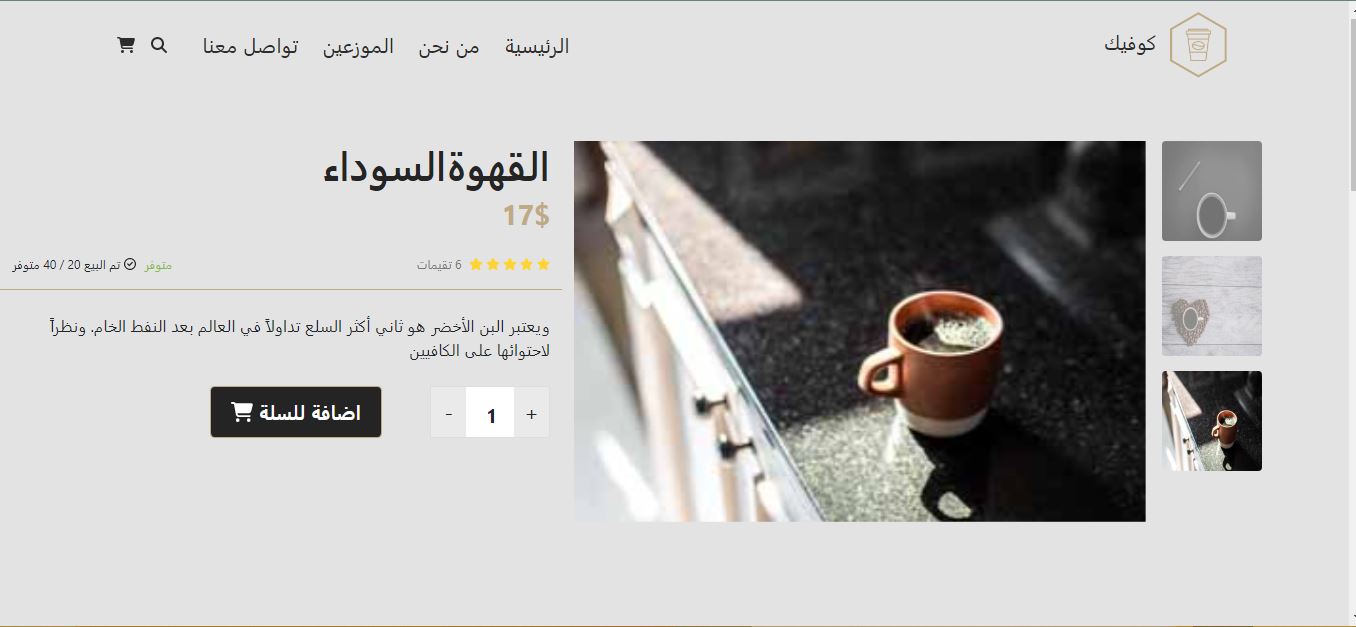 كوفيك
الرئيسية
من نحن
الموزعين
تواصل معنا
القهوةالسوداء
17$
6 تقيمات
متوفر
تم البيع 20 / 40 متوفر
ويعتبر البن الأخضر هو ثاني أكثر السلع تداولاً في العالم بعد النفط الخام. ونظراً
لاحتوائها على الكافيين
+
1
-
اضافة للسلة